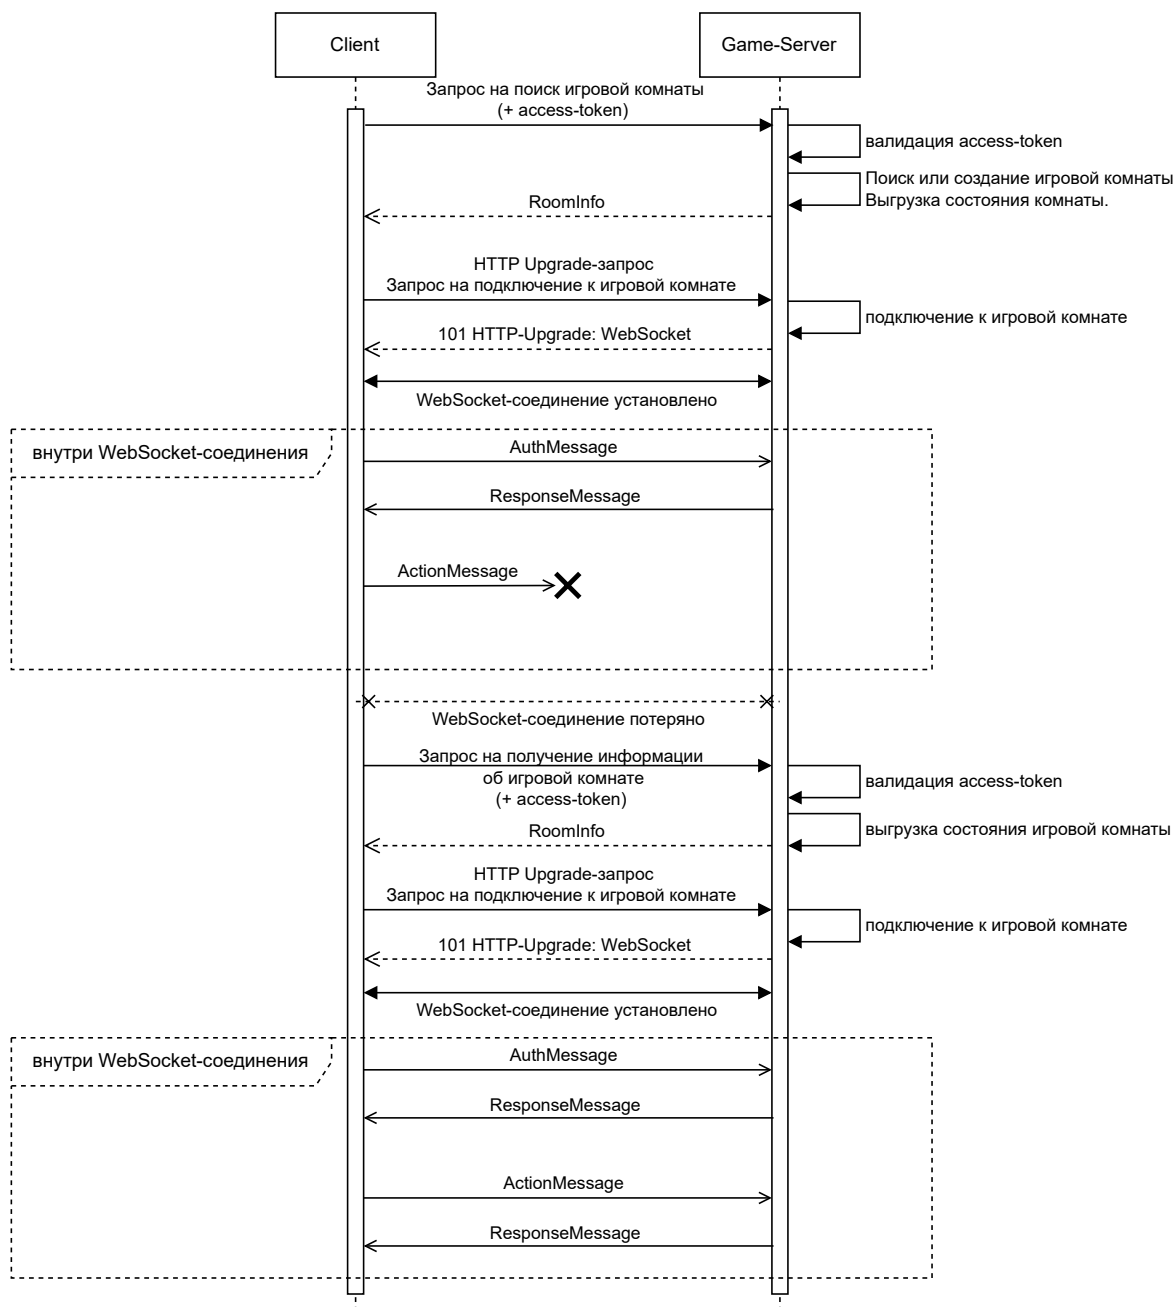 Client
Game-Server
Запрос на поиск игровой комнаты
(+ access-token)
валидация access-token
Поиск или создание игровой комнаты
Выгрузка состояния комнаты.
RoomInfo
HTTP Upgrade-запрос
Запрос на подключение к игровой комнате
подключение к игровой комнате
101 HTTP-Upgrade: WebSocket
WebSocket-соединение установлено
внутри WebSocket-соединения
AuthMessage
ResponseMessage
ActionMessage
WebSocket-соединение потеряно
Запрос на получение информации
об игровой комнате
(+ access-token)
валидация access-token
RoomInfo
выгрузка состояния игровой комнаты
HTTP Upgrade-запрос
Запрос на подключение к игровой комнате
подключение к игровой комнате
101 HTTP-Upgrade: WebSocket
WebSocket-соединение установлено
внутри WebSocket-соединения
AuthMessage
ResponseMessage
ActionMessage
ResponseMessage